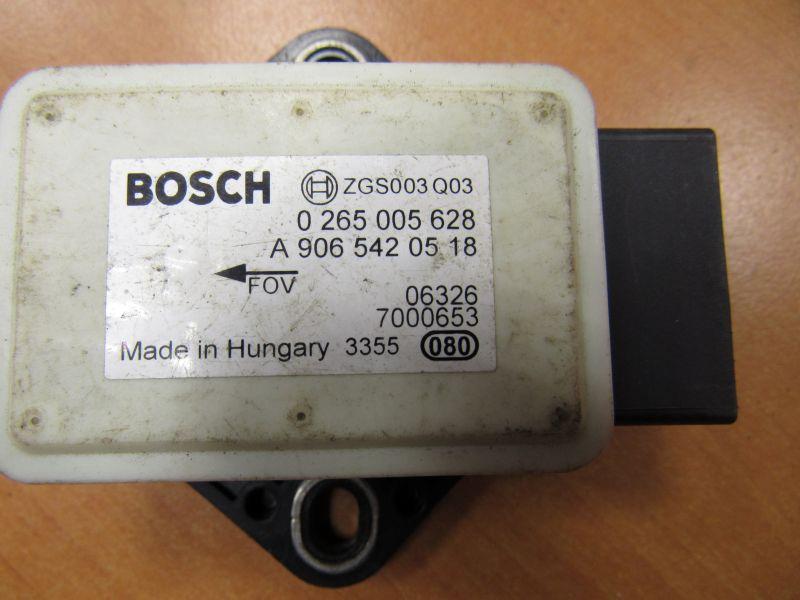 BOSCH ZGS003 Q03
0 265 005 628
A 906 542 05 18
FOV
06326
7000653
Made in Hungary 3355 080